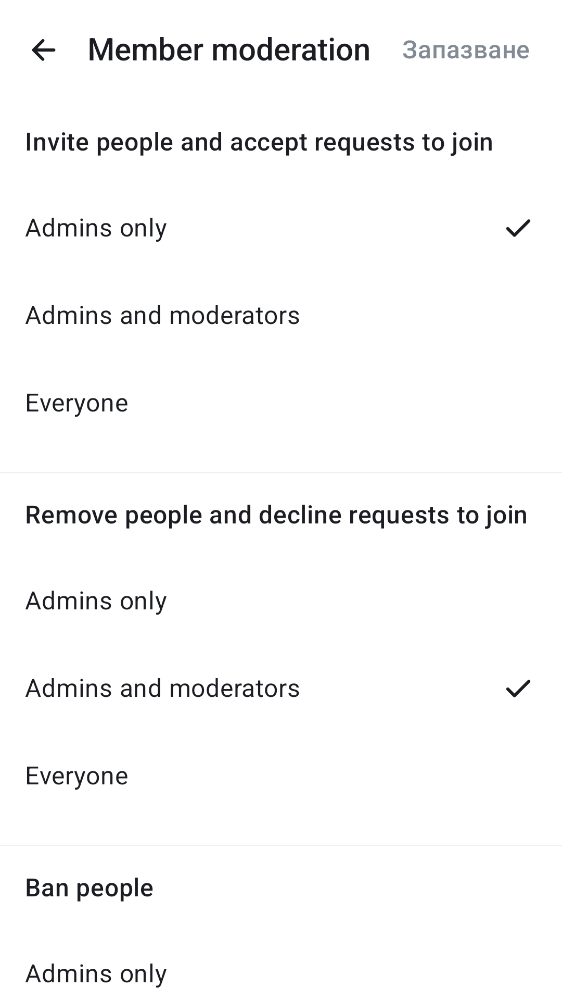 Member moderation Запазване
Invite people and accept requests to join
Admins only
Admins and moderators
Everyone
Remove people and decline requests to join
Admins only
Admins and moderators
Everyone
Ban people
Admins only